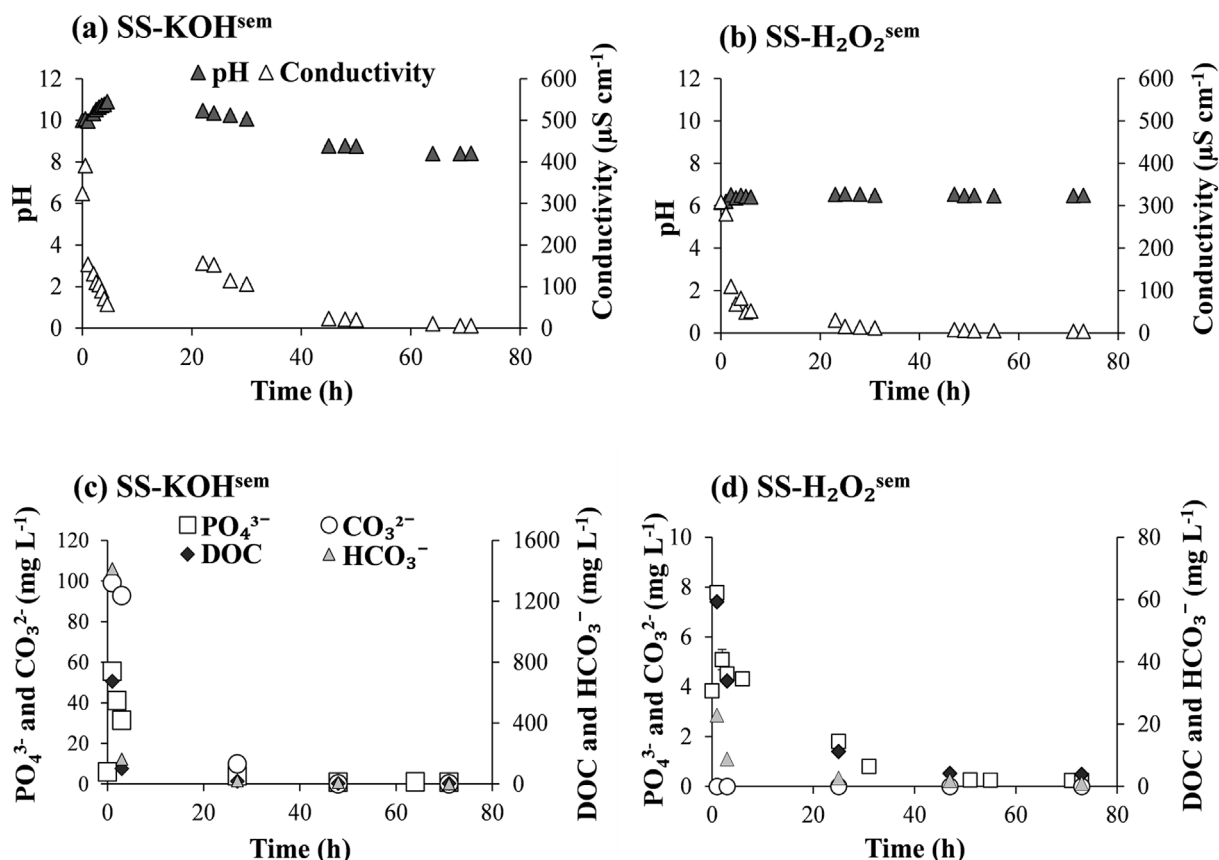 (a) SS-KOHˢᵉᵐ
pH Conductivity
pH
12
10
8
6
4
2
0
600
500
400
300
200
100
0
Conductivity (µS cm⁻¹)
0 20 40 60 80
Time (h)
(b) SS-H₂O₂ˢᵉᵐ
pH
12
10
8
6
4
2
0
600
500
400
300
200
100
0
Conductivity (µS cm⁻¹)
0 20 40 60 80
Time (h)
(c) SS-KOHˢᵉᵐ
PO₄³⁻ CO₃²⁻
DOC HCO₃⁻
PO₄³⁻ and CO₃²⁻ (mg L⁻¹)
120
100
80
60
40
20
0
1600
1200
800
400
0
DOC and HCO₃⁻ (mg L⁻¹)
0 20 40 60 80
Time (h)
(d) SS-H₂O₂ˢᵉᵐ
PO₄³⁻ and CO₃²⁻ (mg L⁻¹)
10
8
6
4
2
0
80
60
40
20
0
DOC and HCO₃⁻ (mg L⁻¹)
0 20 40 60 80
Time (h)